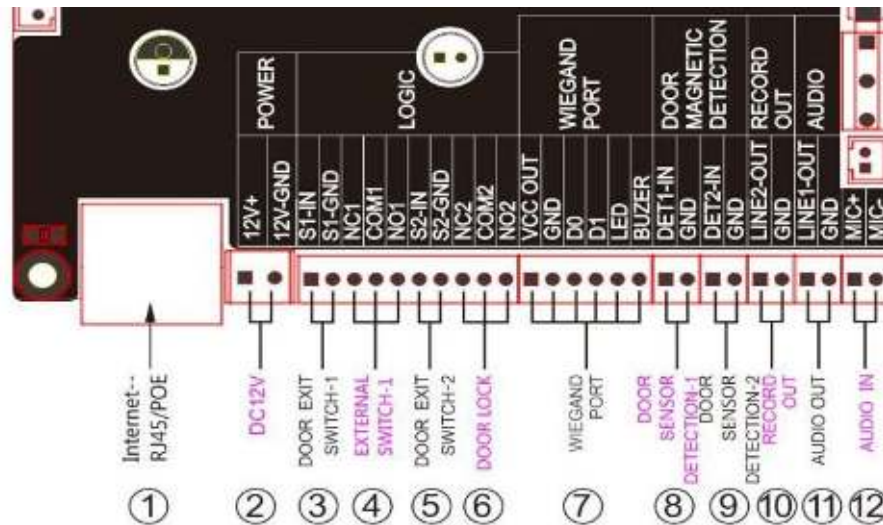 POWER
LOGIC
WIEGAND
PORT
DOOR
MAGNETIC
DETECTION
RECORD
OUT
AUDIO
12V+
12V-GND
S1-IN
S1-GND
NC1
COM1
NO1
S2-IN
S2-GND
NC2
COM2
NO2
VCC OUT
GND
D0
D1
LED
BUZER
DET1-IN
GND
DET2-IN
GND
LINE2-OUT
GND
LINE1-OUT
GND
MIC+
MIC-
Internet--
RJ45/POE
DC12V
DOOR EXIT
SWITCH-1
EXTERNAL
SWITCH-1
DOOR EXIT
SWITCH-2
DOOR LOCK
WIEGAND
PORT
DOOR
SENSOR
DETECTION-1
DOOR
SENSOR
DETECTION-2
RECORD
OUT
AUDIO OUT
AUDIO IN
① ② ③ ④ ⑤ ⑥ ⑦ ⑧ ⑨ ⑩ ⑪ ⑫